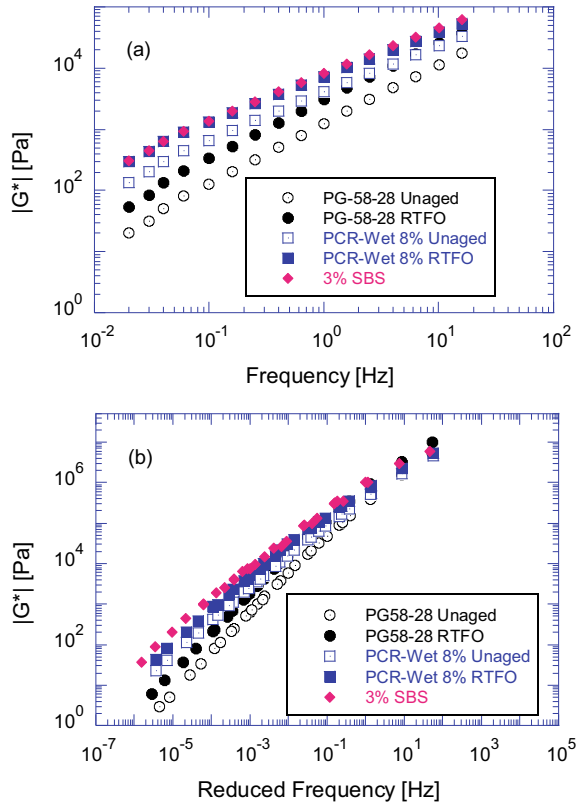 (a)
|G*| [Pa]
10^4
10^2
10^0
PG-58-28 Unaged
PG-58-28 RTFO
PCR-Wet 8% Unaged
PCR-Wet 8% RTFO
3% SBS
10^-2 10^-1 10^0 10^1 10^2
Frequency [Hz]
(b)
|G*| [Pa]
10^6
10^4
10^2
10^0
PG58-28 Unaged
PG58-28 RTFO
PCR-Wet 8% Unaged
PCR-Wet 8% RTFO
3% SBS
10^-7 10^-5 10^-3 10^-1 10^1 10^3 10^5
Reduced Frequency [Hz]